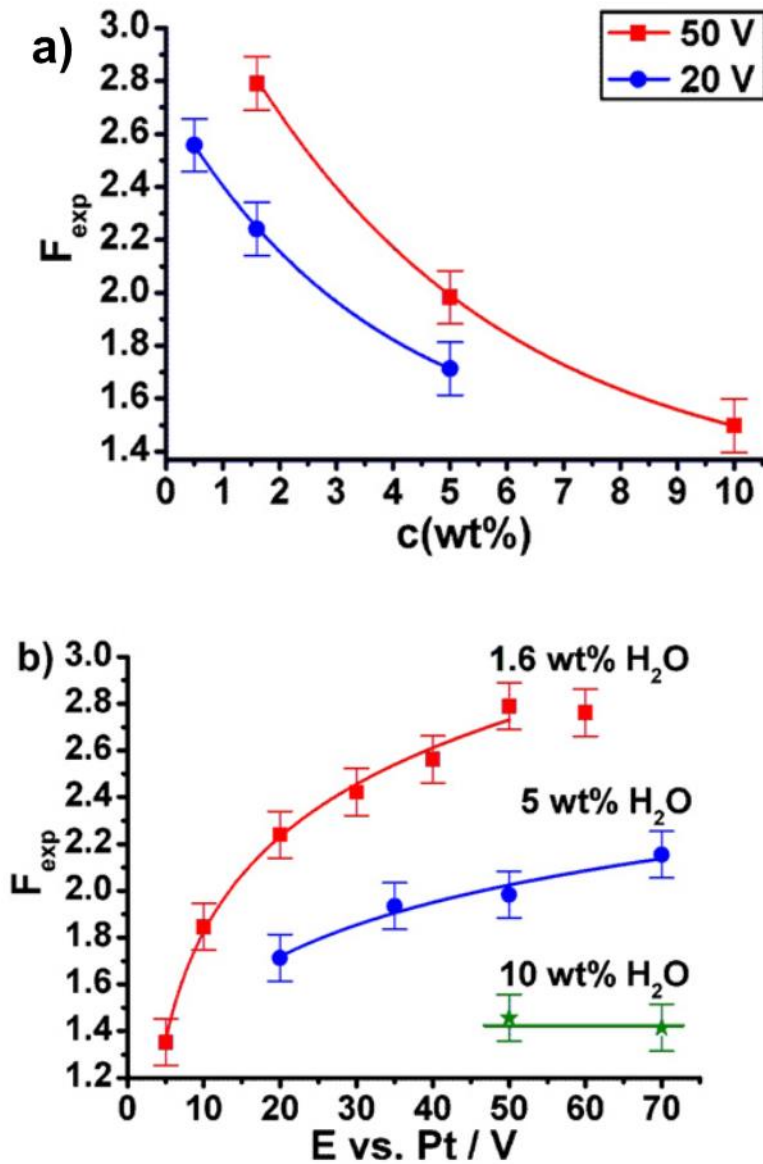 a)
50 V
20 V
3.0
2.8
2.6
2.4
2.2
2.0
1.8
1.6
1.4
F_exp
0 1 2 3 4 5 6 7 8 9 10
c(wt%)
b)
3.0
2.8
2.6
2.4
2.2
2.0
1.8
1.6
1.4
1.2
F_exp
1.6 wt% H₂O
5 wt% H₂O
10 wt% H₂O
0 10 20 30 40 50 60 70
E vs. Pt / V